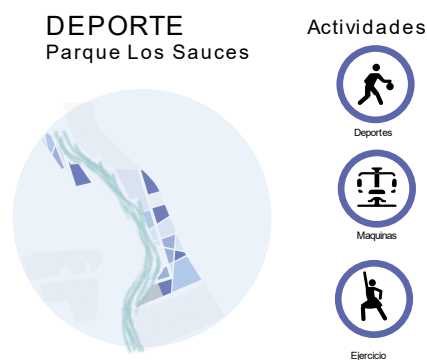 DEPORTE
Parque Los Sauces
Actividades
Deportes
Maquinas
Ejercicio